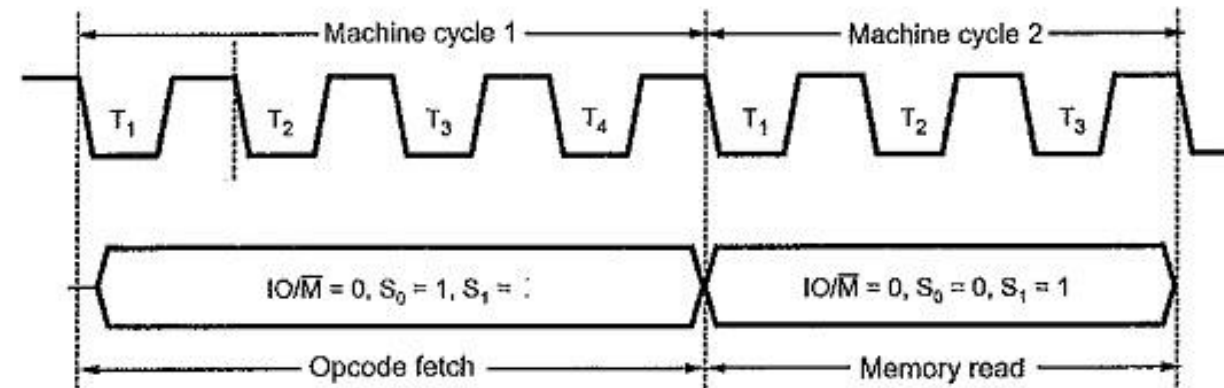 Machine cycle 1 Machine cycle 2
T₁ T₂ T₃ T₄ T₁ T₂ T₃
IO/M̅ = 0, S₀ = 1, S₁ = IO/M̅ = 0, S₀ = 0, S₁ = 1
Opcode fetch Memory read